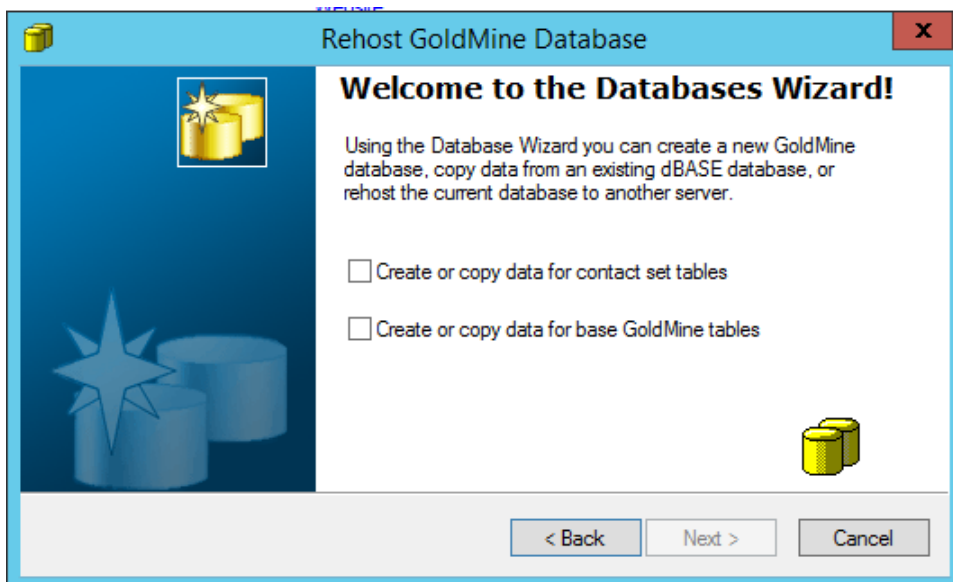 Rehost GoldMine Database
x
Welcome to the Databases Wizard!
Using the Database Wizard you can create a new GoldMine
database, copy data from an existing dBASE database, or
rehost the current database to another server.
Create or copy data for contact set tables
Create or copy data for base GoldMine tables
< Back
Next >
Cancel